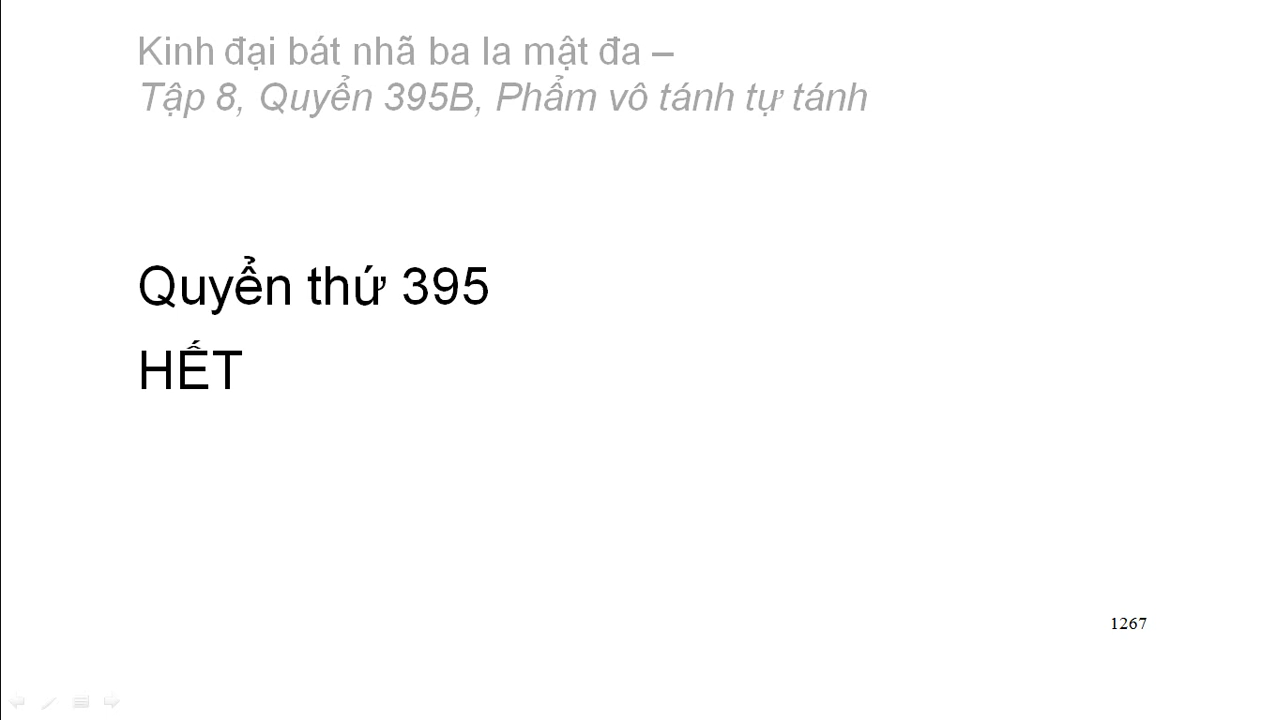 Kinh đại bát nhã ba la mật đa –
Tập 8, Quyển 395B, Phẩm vô tánh tự tánh
Quyển thứ 395
HẾT
1267